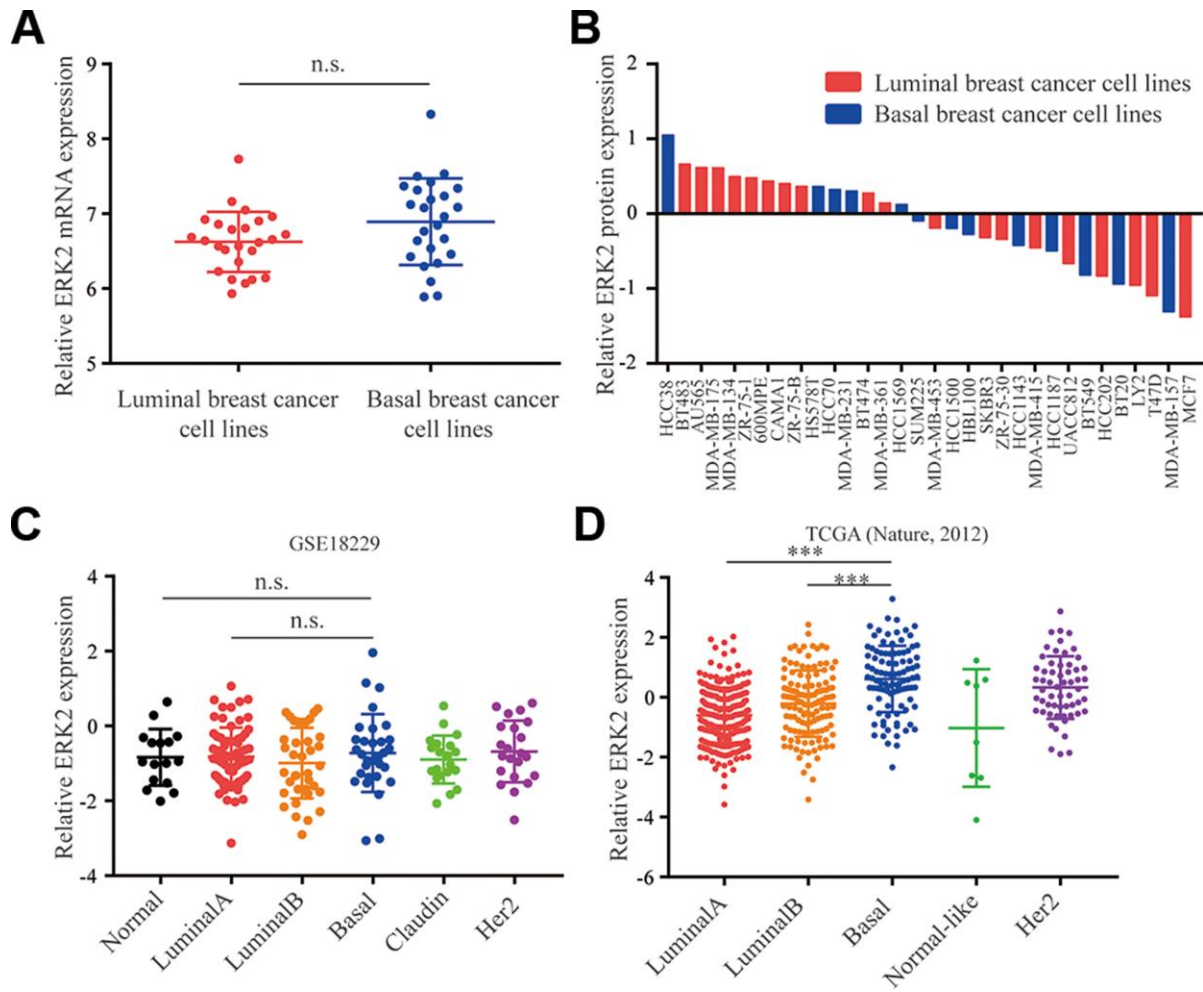 A
Relative ERK2 mRNA expression
9
8
7
6
5
n.s.
Luminal breast cancer
cell lines
Basal breast cancer
cell lines
B
Relative ERK2 protein expression
2
1
0
-1
-2
Luminal breast cancer cell lines
Basal breast cancer cell lines
HCC38
BT483
AU565
MDA-MB-175
MDA-MB-134
ZR-75-1
600MPE
CAMA1
ZR-75-B
HS578T
HCC70
MDA-MB-231
BT474
MDA-MB-361
HCC1569
SUM225
MDA-MB-453
HCC1500
HBL100
SKBR3
ZR-75-30
HCC1143
MDA-MB-415
HCC1187
UACC812
BT549
HCC202
BT20
LY2
T47D
MDA-MB-157
MCF7
C
GSE18229
Relative ERK2 expression
4
2
0
-2
-4
n.s.
n.s.
Normal
LuminalA
LuminalB
Basal
Claudin
Her2
D
TCGA (Nature, 2012)
Relative ERK2 expression
4
2
0
-2
-4
-6
***
***
LuminalA
LuminalB
Basal
Normal-like
Her2